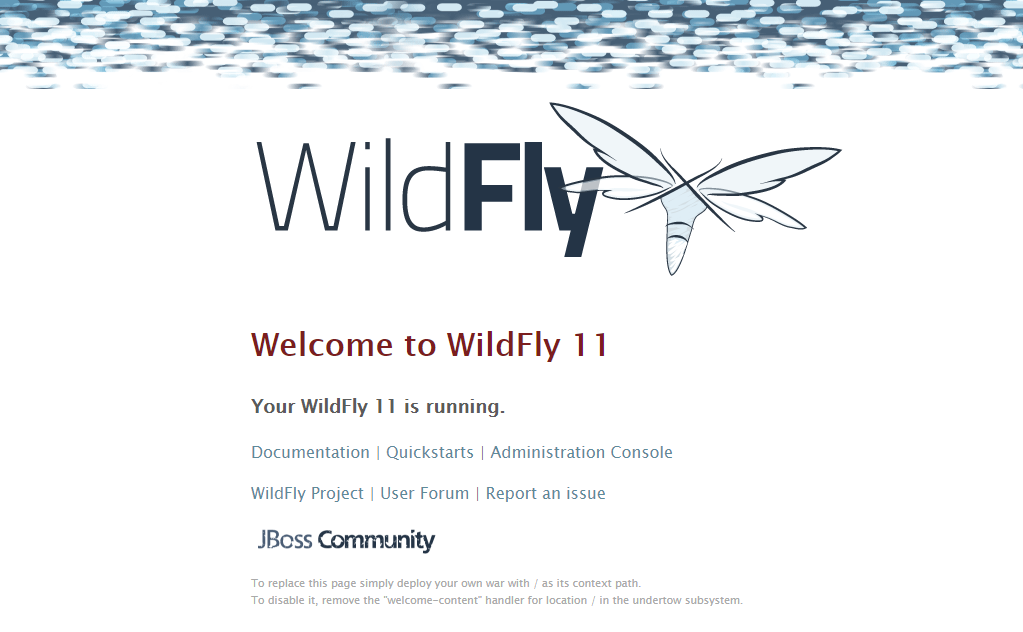 WildFly
Welcome to WildFly 11
Your WildFly 11 is running.
Documentation | Quickstarts | Administration Console
WildFly Project | User Forum | Report an issue
JBoss Community
To replace this page simply deploy your own war with / as its context path.
To disable it, remove the "welcome-content" handler for location / in the undertow subsystem.